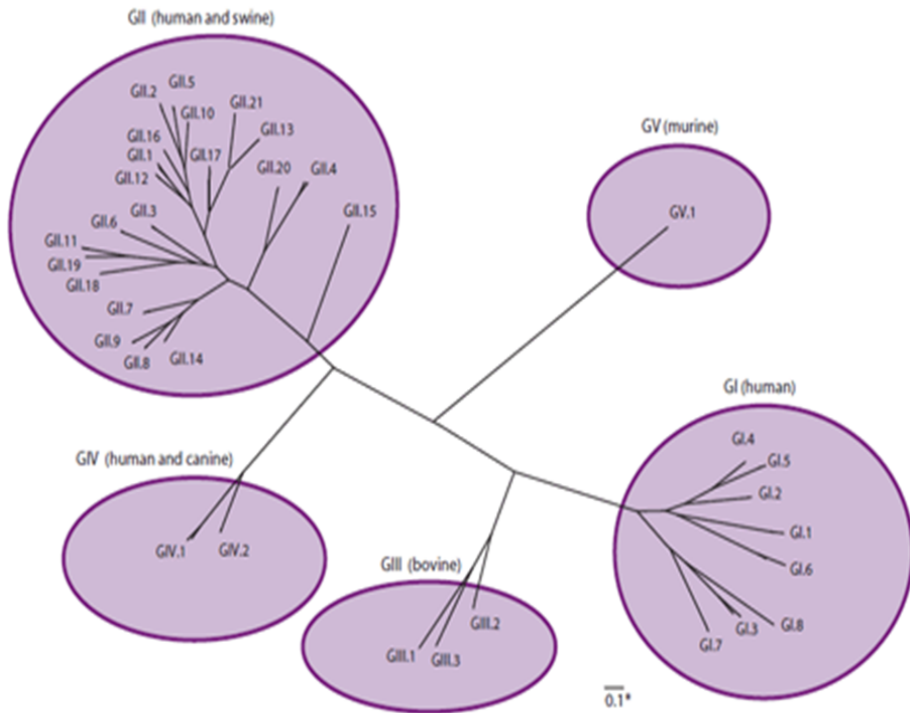 GII (human and swine)
GII.5
GII.2
GII.10
GII.21
GII.13
GII.16
GII.1
GII.17
GII.12
GII.20
GII.4
GII.3
GII.15
GII.6
GII.11
GII.19
GII.18
GII.7
GII.9
GII.8
GII.14
GV (murine)
GV.1
GI (human)
GI.4
GI.5
GI.2
GI.1
GI.6
GI.8
GI.3
GI.7
GIV (human and canine)
GIV.1
GIV.2
GIII (bovine)
GIII.2
GIII.1
GIII.3
0.1*